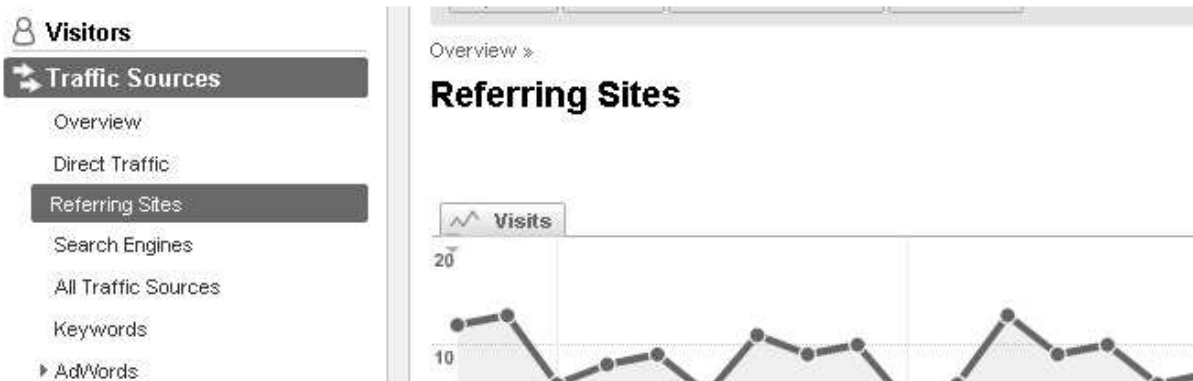 Visitors
Traffic Sources
Overview
Direct Traffic
Referring Sites
Search Engines
All Traffic Sources
Keywords
AdWords
Overview »
Referring Sites
Visits
20
10